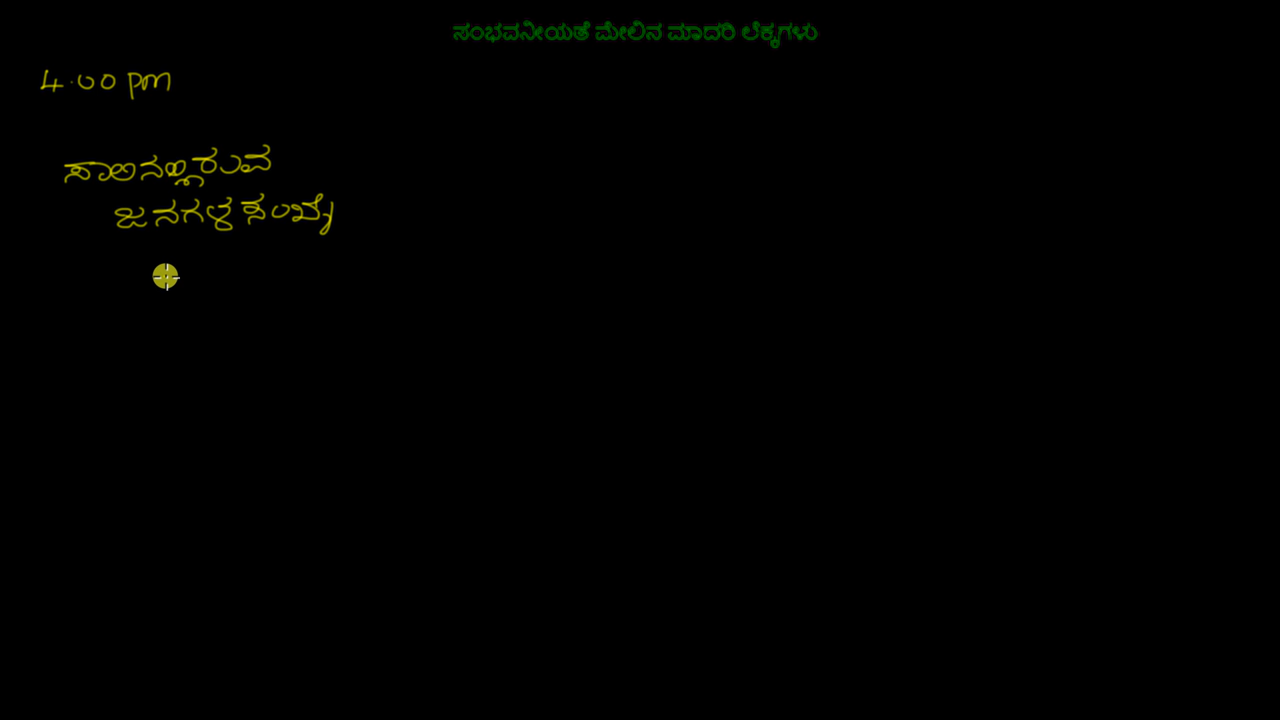 ಸಂಭವನೀಯತೆ ಮೇಲಿನ ಮಾದರಿ ಲೆಕ್ಕಗಳು
4.00 pm
ಸಾಲಿನಲ್ಲಿರುವ
ಜನಗಳ ಸಂಖ್ಯೆ